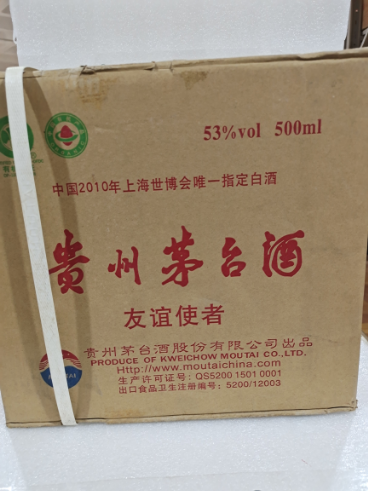 53%vol 500ml
中国2010年上海世博会唯一指定白酒
贵州茅台酒
友谊使者
贵州茅台酒股份有限公司出品
PRODUCE OF KWEICHOW MOUTAI CO.,LTD.
Http://www.moutaichina.com
生产许可证号：QS5200 1501 0001
出口食品卫生注册编号：5200/12003